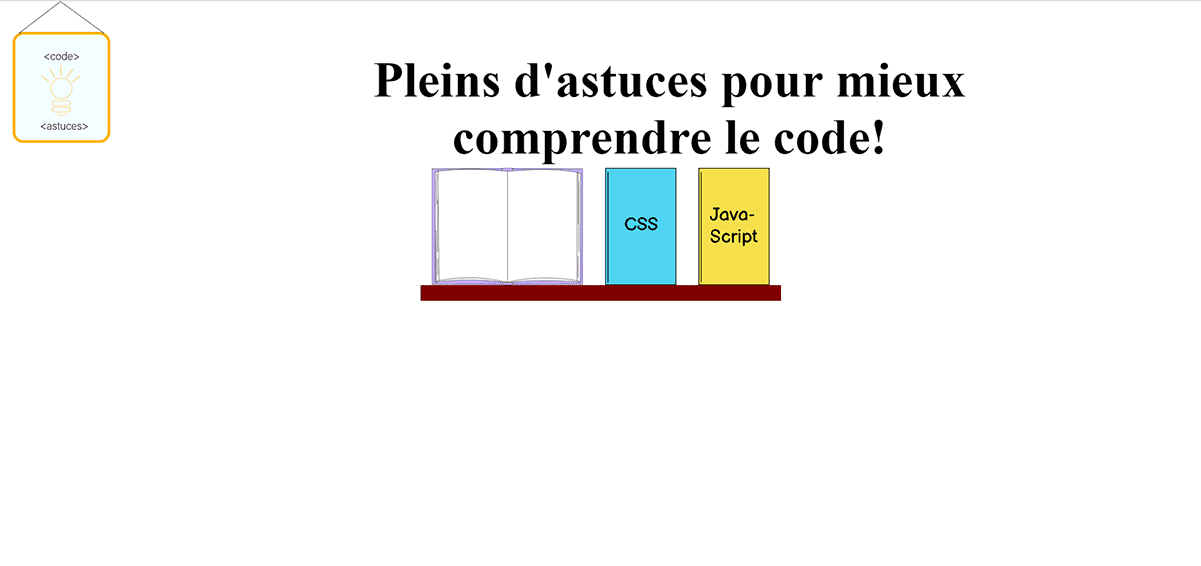 <code>
<astuces>
Pleins d'astuces pour mieux
comprendre le code!
CSS
Java-
Script